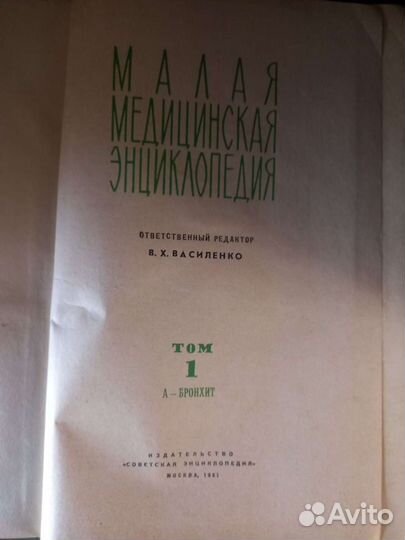 МАЛАЯ
МЕДИЦИНСКАЯ
ЭНЦИКЛОПЕДИЯ
ОТВЕТСТВЕННЫЙ РЕДАКТОР
В. Х. ВАСИЛЕНКО
ТОМ
1
А — БРОНХИТ
ИЗДАТЕЛЬСТВО
«СОВЕТСКАЯ ЭНЦИКЛОПЕДИЯ»
МОСКВА, 1965
Avito